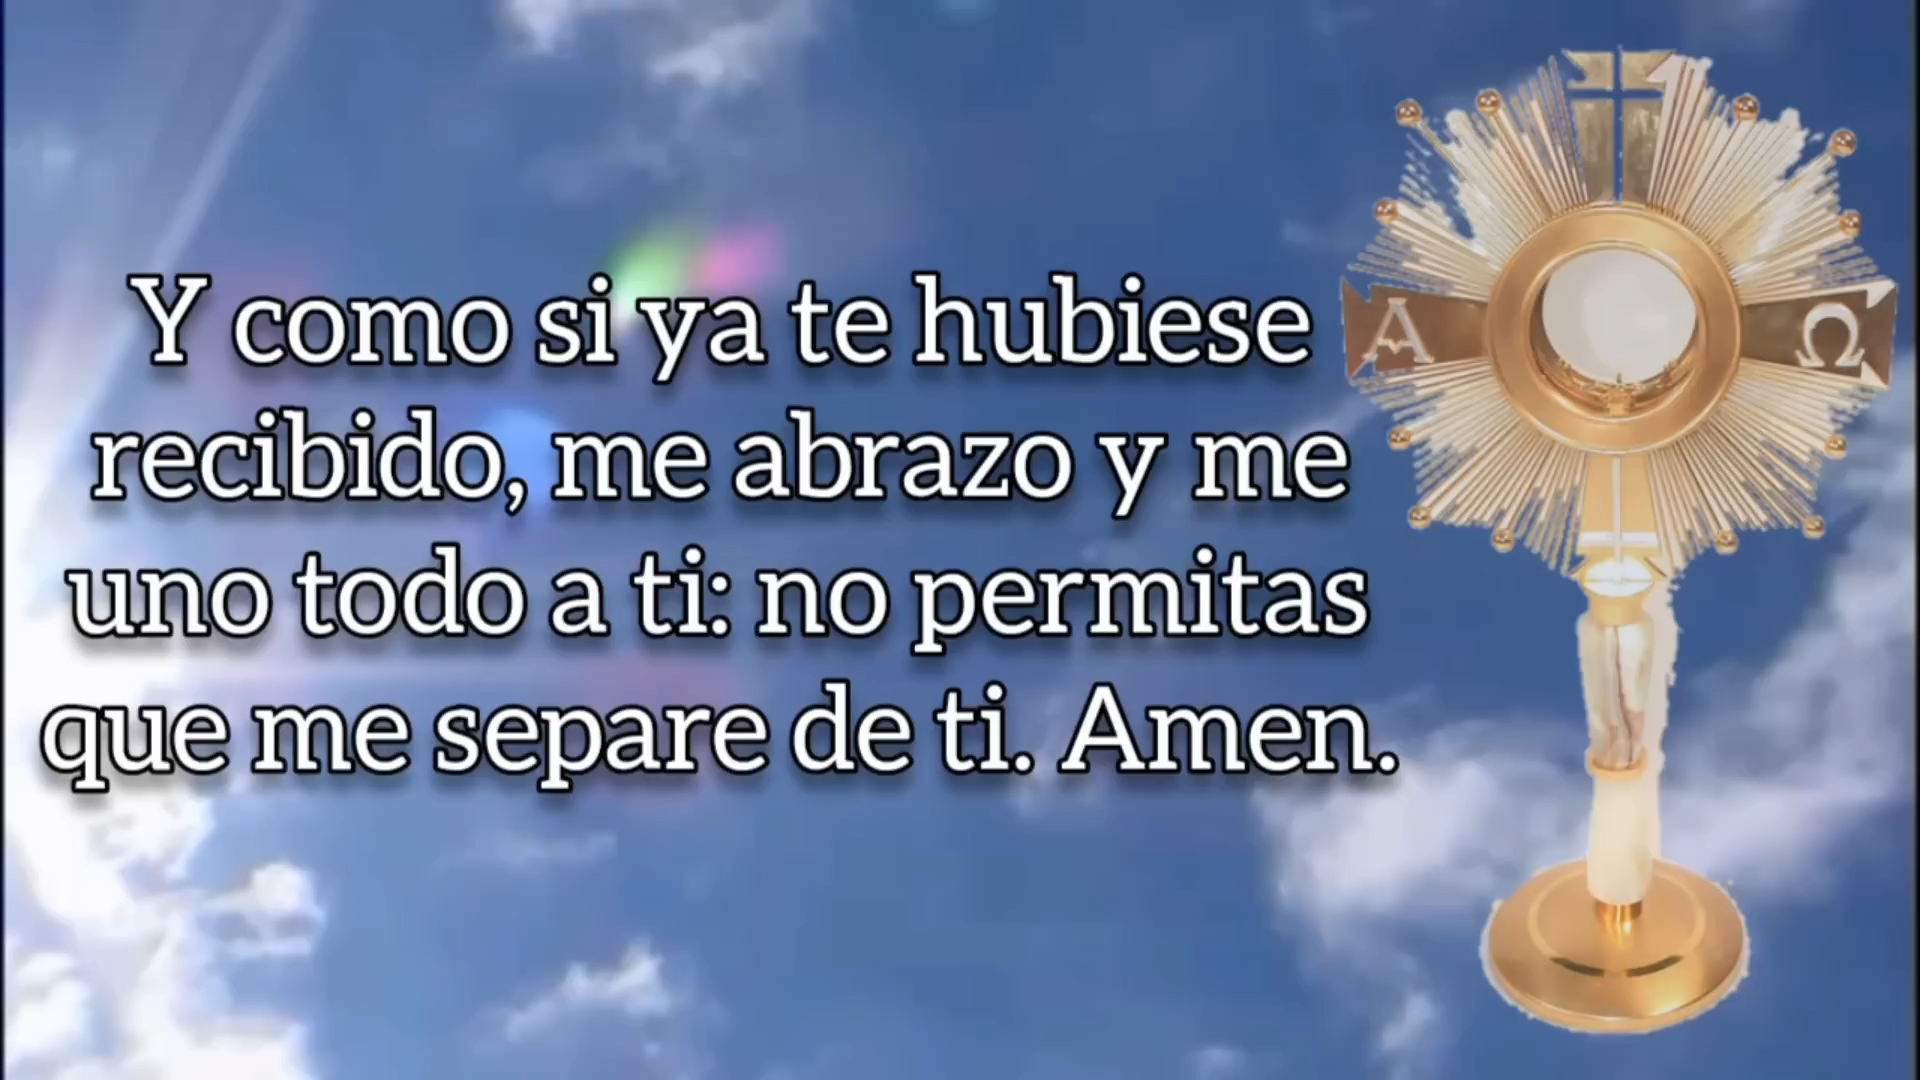 Y como si ya te hubiese
recibido, me abrazo y me
uno todo a ti: no permitas
que me separe de ti. Amen.
Α Ω